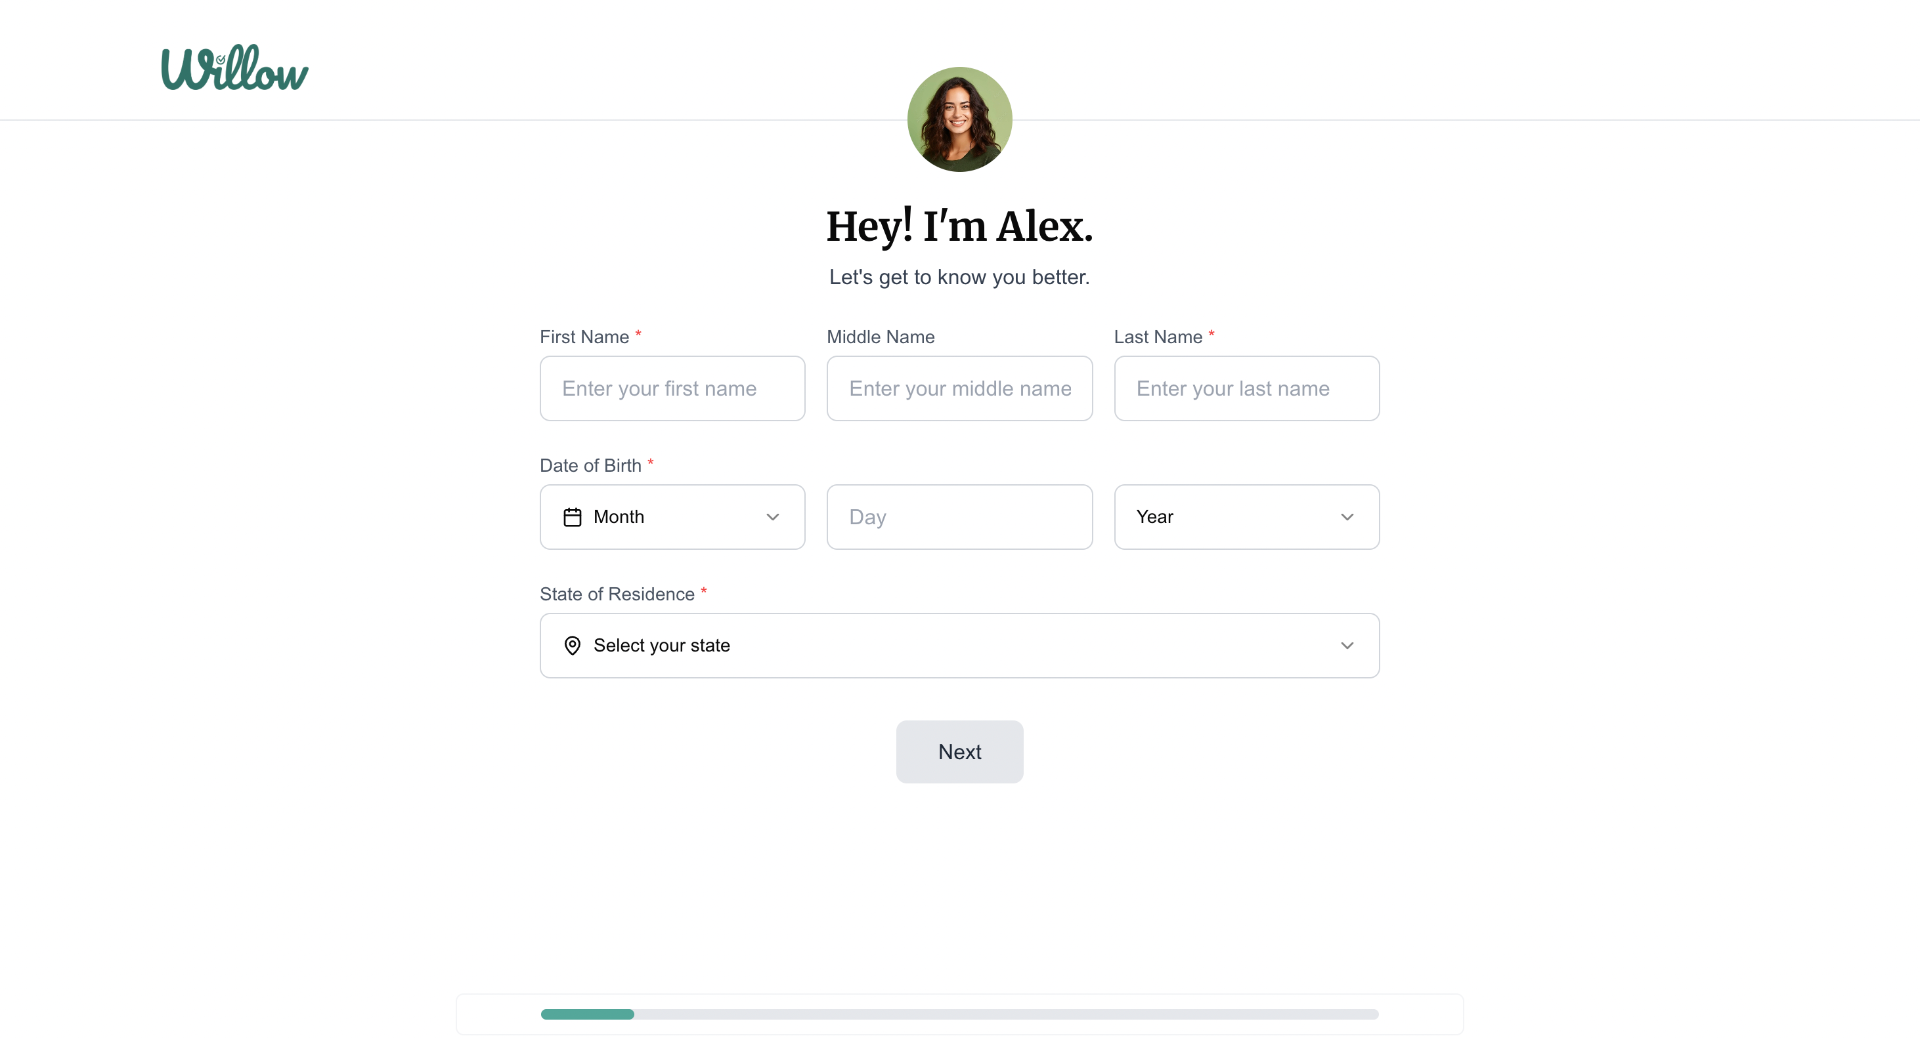 Willow
Hey! I'm Alex.
Let's get to know you better.
First Name * Middle Name Last Name *
Enter your first name Enter your middle name Enter your last name
Date of Birth *
Month Day Year
State of Residence *
Select your state
Next